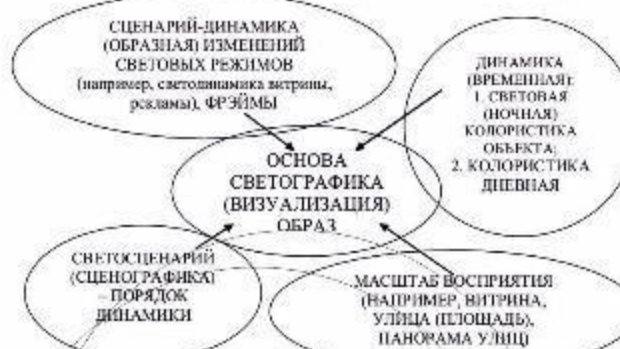 СЦЕНАРИЙ-ДИНАМИКА
(ОБРАЗНАЯ) ИЗМЕНЕНИЙ
СВЕТОВЫХ РЕЖИМОВ
(например, светодинамика витрины,
рекламы), ФРЭЙМЫ
ДИНАМИКА
(ВРЕМЕННАЯ):
1. СВЕТОВАЯ
(НОЧНАЯ)
КОЛОРИСТИКА
ОБЪЕКТА;
2. КОЛОРИСТИКА
ДНЕВНАЯ
ОСНОВА
СВЕТОГРАФИКА
(ВИЗУАЛИЗАЦИЯ)
ОБРАЗ
СВЕТОСЦЕНАРИЙ
(СЦЕНОГРАФИКА)
– ПОРЯДОК
ДИНАМИКИ
МАСШТАБ ВОСПРИЯТИЯ
(НАПРИМЕР, ВИТРИНА,
УЛИЦА (ПЛОЩАДЬ),
ПАНОРАМА УЛИЦ)